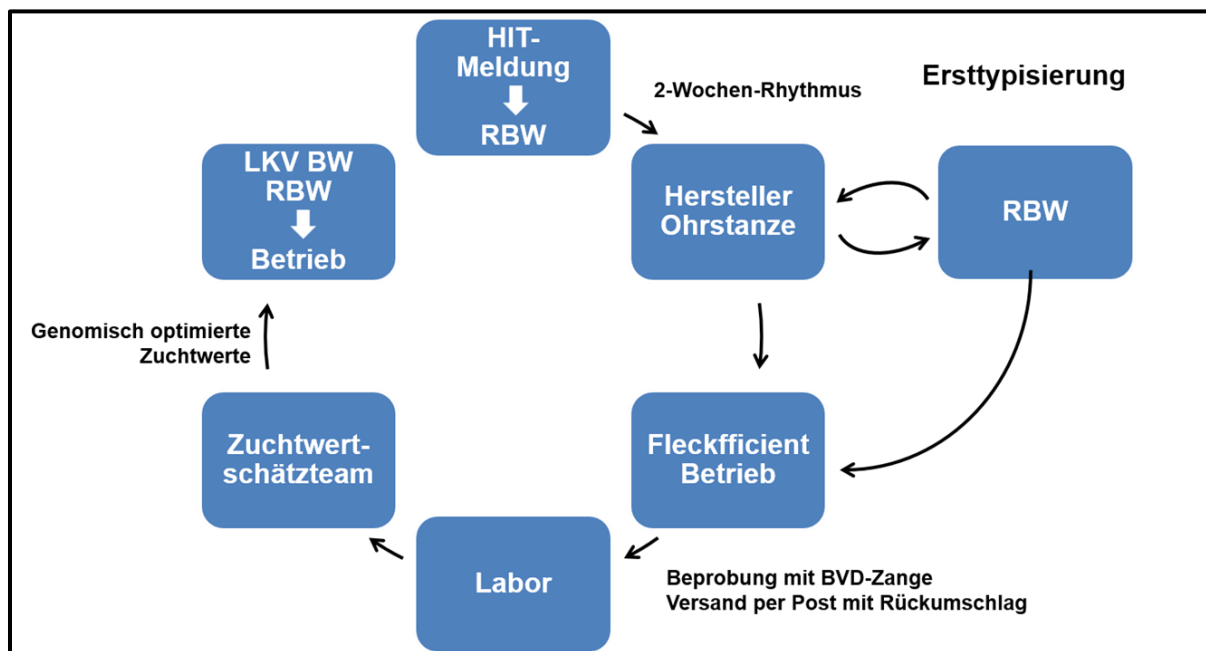 HIT-
Meldung
RBW
2-Wochen-Rhythmus
Ersttypisierung
LKV BW
RBW
Betrieb
Hersteller
Ohrstanze
RBW
Genomisch optimierte
Zuchtwerte
Zuchtwert-
schätzteam
Fleckfficient
Betrieb
Labor
Beprobung mit BVD-Zange
Versand per Post mit Rückumschlag